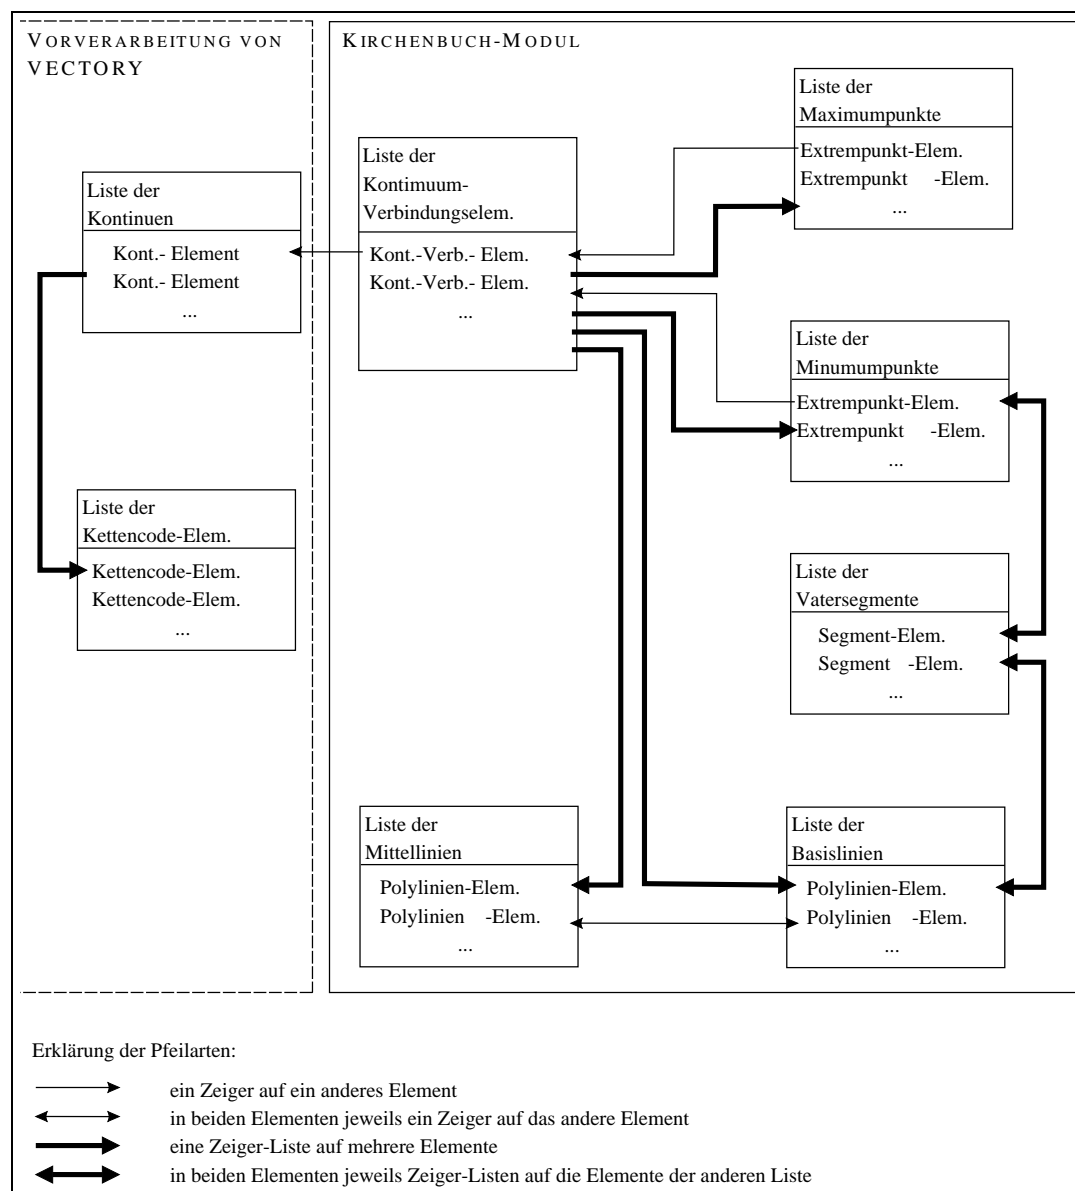 VORVERARBEITUNG VON
VECTORY
Liste der
Kontinuen
Kont.- Element
Kont.- Element
...
Liste der
Kettencode-Elem.
Kettencode-Elem.
Kettencode-Elem.
...
KIRCHENBUCH-MODUL
Liste der
Kontimuum-
Verbindungselem.
Kont.-Verb.- Elem.
Kont.-Verb.- Elem.
...
Liste der
Maximumpunkte
Extrempunkt-Elem.
Extrempunkt -Elem.
...
Liste der
Minumumpunkte
Extrempunkt-Elem.
Extrempunkt -Elem.
...
Liste der
Vatersegmente
Segment-Elem.
Segment -Elem.
...
Liste der
Mittellinien
Polylinien-Elem.
Polylinien -Elem.
...
Liste der
Basislinien
Polylinien-Elem.
Polylinien -Elem.
...
Erklärung der Pfeilarten:
ein Zeiger auf ein anderes Element
in beiden Elementen jeweils ein Zeiger auf das andere Element
eine Zeiger-Liste auf mehrere Elemente
in beiden Elementen jeweils Zeiger-Listen auf die Elemente der anderen Liste